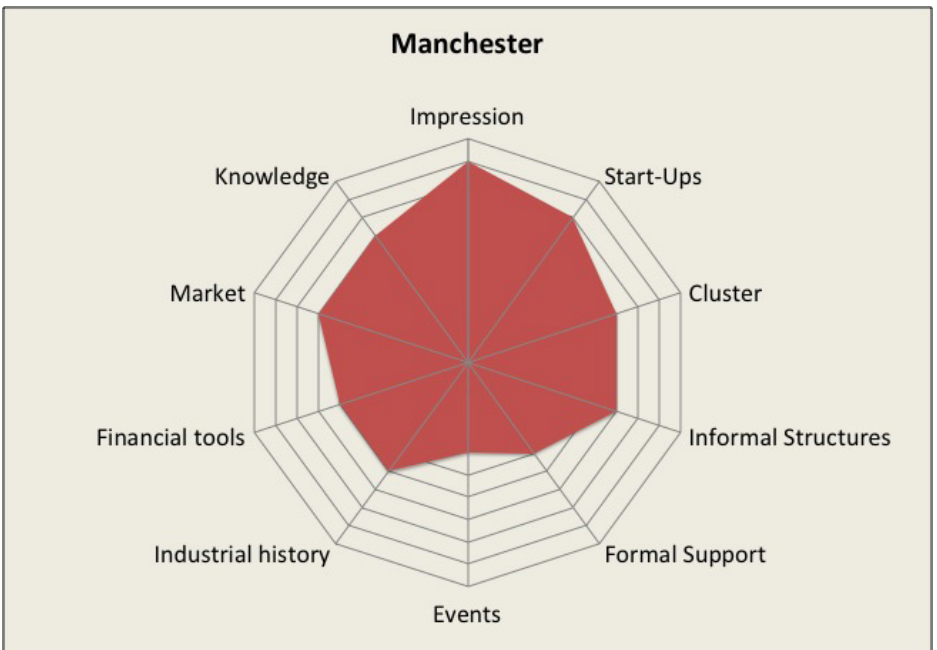 Manchester
Impression
Knowledge
Start-Ups
Market
Cluster
Financial tools
Informal Structures
Industrial history
Formal Support
Events